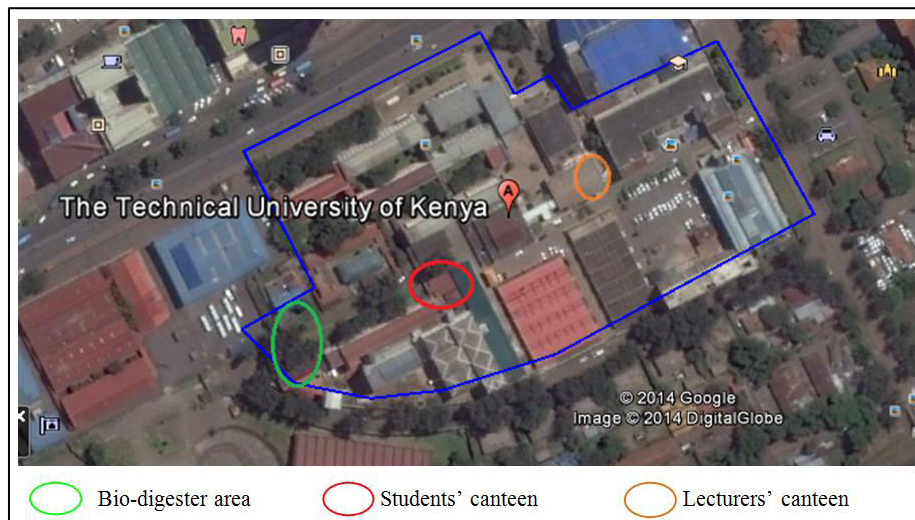 The Technical University of Kenya
A
© 2014 Google
Image © 2014 DigitalGlobe
Bio-digester area
Students’ canteen
Lecturers’ canteen